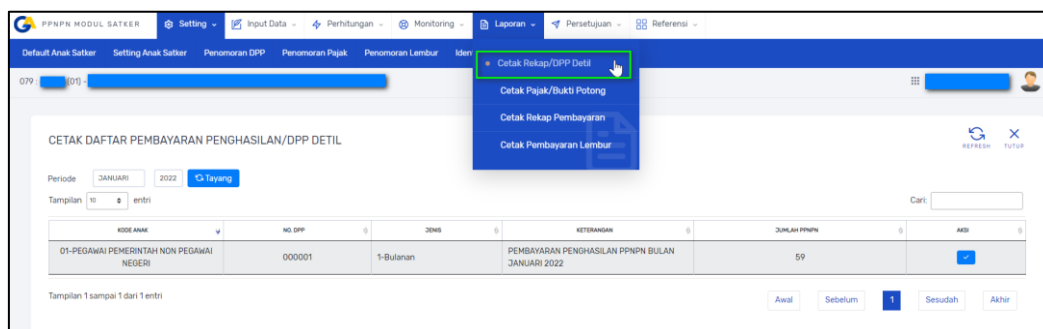 PPNPN MODUL SATKER Setting Input Data Perhitungan Monitoring Laporan Persetujuan Referensi
Default Anak Satker Setting Anak Satker Penomoran DPP Penomoran Pajak Penomoran Lembur Iden
Cetak Rekap/DPP Detil
Cetak Pajak/Bukti Potong
Cetak Rekap Pembayaran
Cetak Pembayaran Lembur
079 : (01) -
CETAK DAFTAR PEMBAYARAN PENGHASILAN/DPP DETIL
REFRESH TUTUP
Periode JANUARI 2022 Tayang
Tampilan 10 entri Cari:
KODE ANAK NO. DPP JENIS KETERANGAN JUMLAH PPNPN AKSI
01-PEGAWAI PEMERINTAH NON PEGAWAI NEGERI 000001 1-Bulanan PEMBAYARAN PENGHASILAN PPNPN BULAN JANUARI 2022 59
Tampilan 1 sampai 1 dari 1 entri
Awal Sebelum 1 Sesudah Akhir